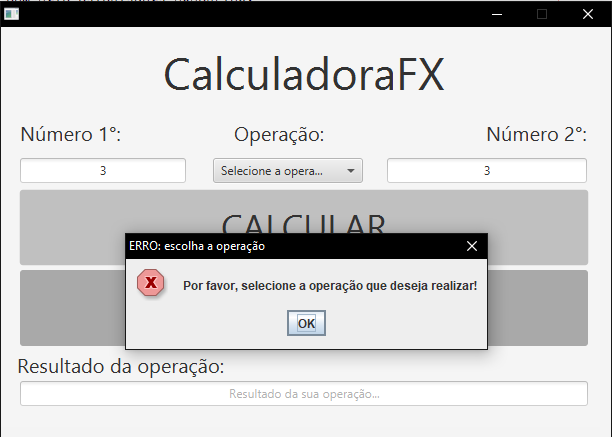 CalculadoraFX
Número 1°: Operação: Número 2°:
3 Selecione a opera... 3
CALCULAR
ERRO: escolha a operação
Por favor, selecione a operação que deseja realizar!
OK
Resultado da operação:
Resultado da sua operação...